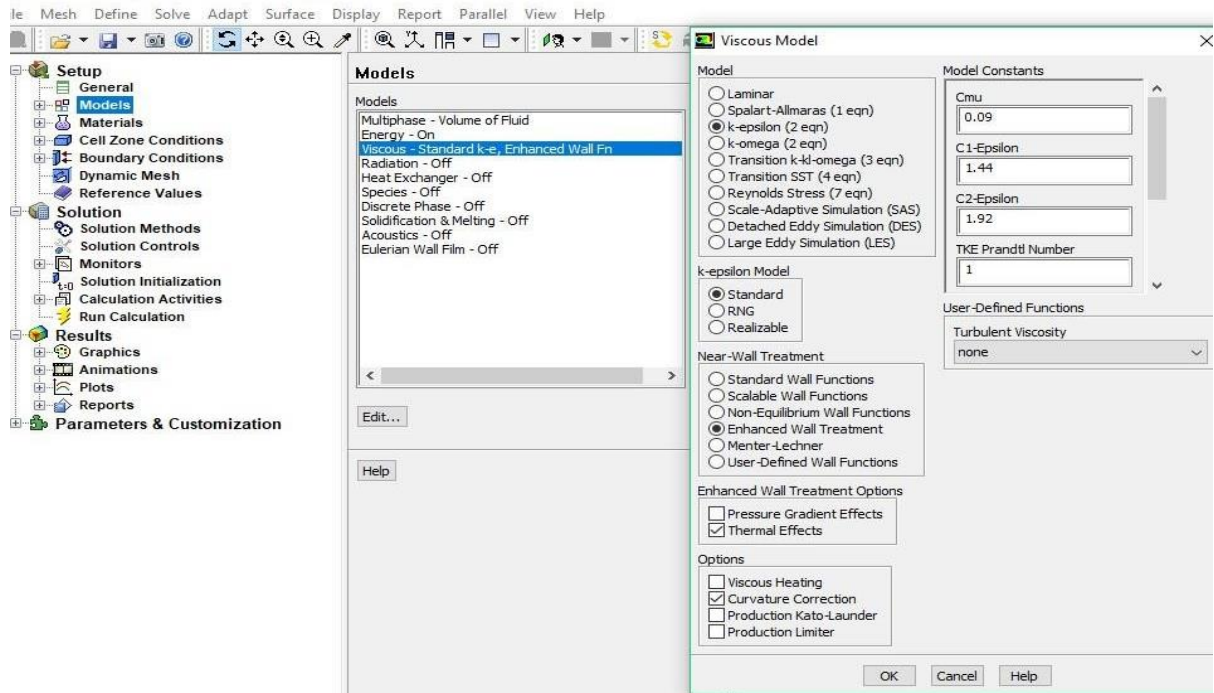 le Mesh Define Solve Adapt Surface Display Report Parallel View Help
Setup
General
Models
Materials
Cell Zone Conditions
Boundary Conditions
Dynamic Mesh
Reference Values
Solution
Solution Methods
Solution Controls
Monitors
t=0 Solution Initialization
Calculation Activities
Run Calculation
Results
Graphics
Animations
Plots
Reports
Parameters & Customization
Models
Models
Multiphase - Volume of Fluid
Energy - On
Viscous - Standard k-e, Enhanced Wall Fn
Radiation - Off
Heat Exchanger - Off
Species - Off
Discrete Phase - Off
Solidification & Melting - Off
Acoustics - Off
Eulerian Wall Film - Off
Edit...
Help
Viscous Model
Model
Laminar
Spalart-Allmaras (1 eqn)
k-epsilon (2 eqn)
k-omega (2 eqn)
Transition k-kl-omega (3 eqn)
Transition SST (4 eqn)
Reynolds Stress (7 eqn)
Scale-Adaptive Simulation (SAS)
Detached Eddy Simulation (DES)
Large Eddy Simulation (LES)
k-epsilon Model
Standard
RNG
Realizable
Near-Wall Treatment
Standard Wall Functions
Scalable Wall Functions
Non-Equilibrium Wall Functions
Enhanced Wall Treatment
Menter-Lechner
User-Defined Wall Functions
Enhanced Wall Treatment Options
Pressure Gradient Effects
Thermal Effects
Options
Viscous Heating
Curvature Correction
Production Kato-Launder
Production Limiter
Model Constants
Cmu
0.09
C1-Epsilon
1.44
C2-Epsilon
1.92
TKE Prandtl Number
1
User-Defined Functions
Turbulent Viscosity
none
OK Cancel Help